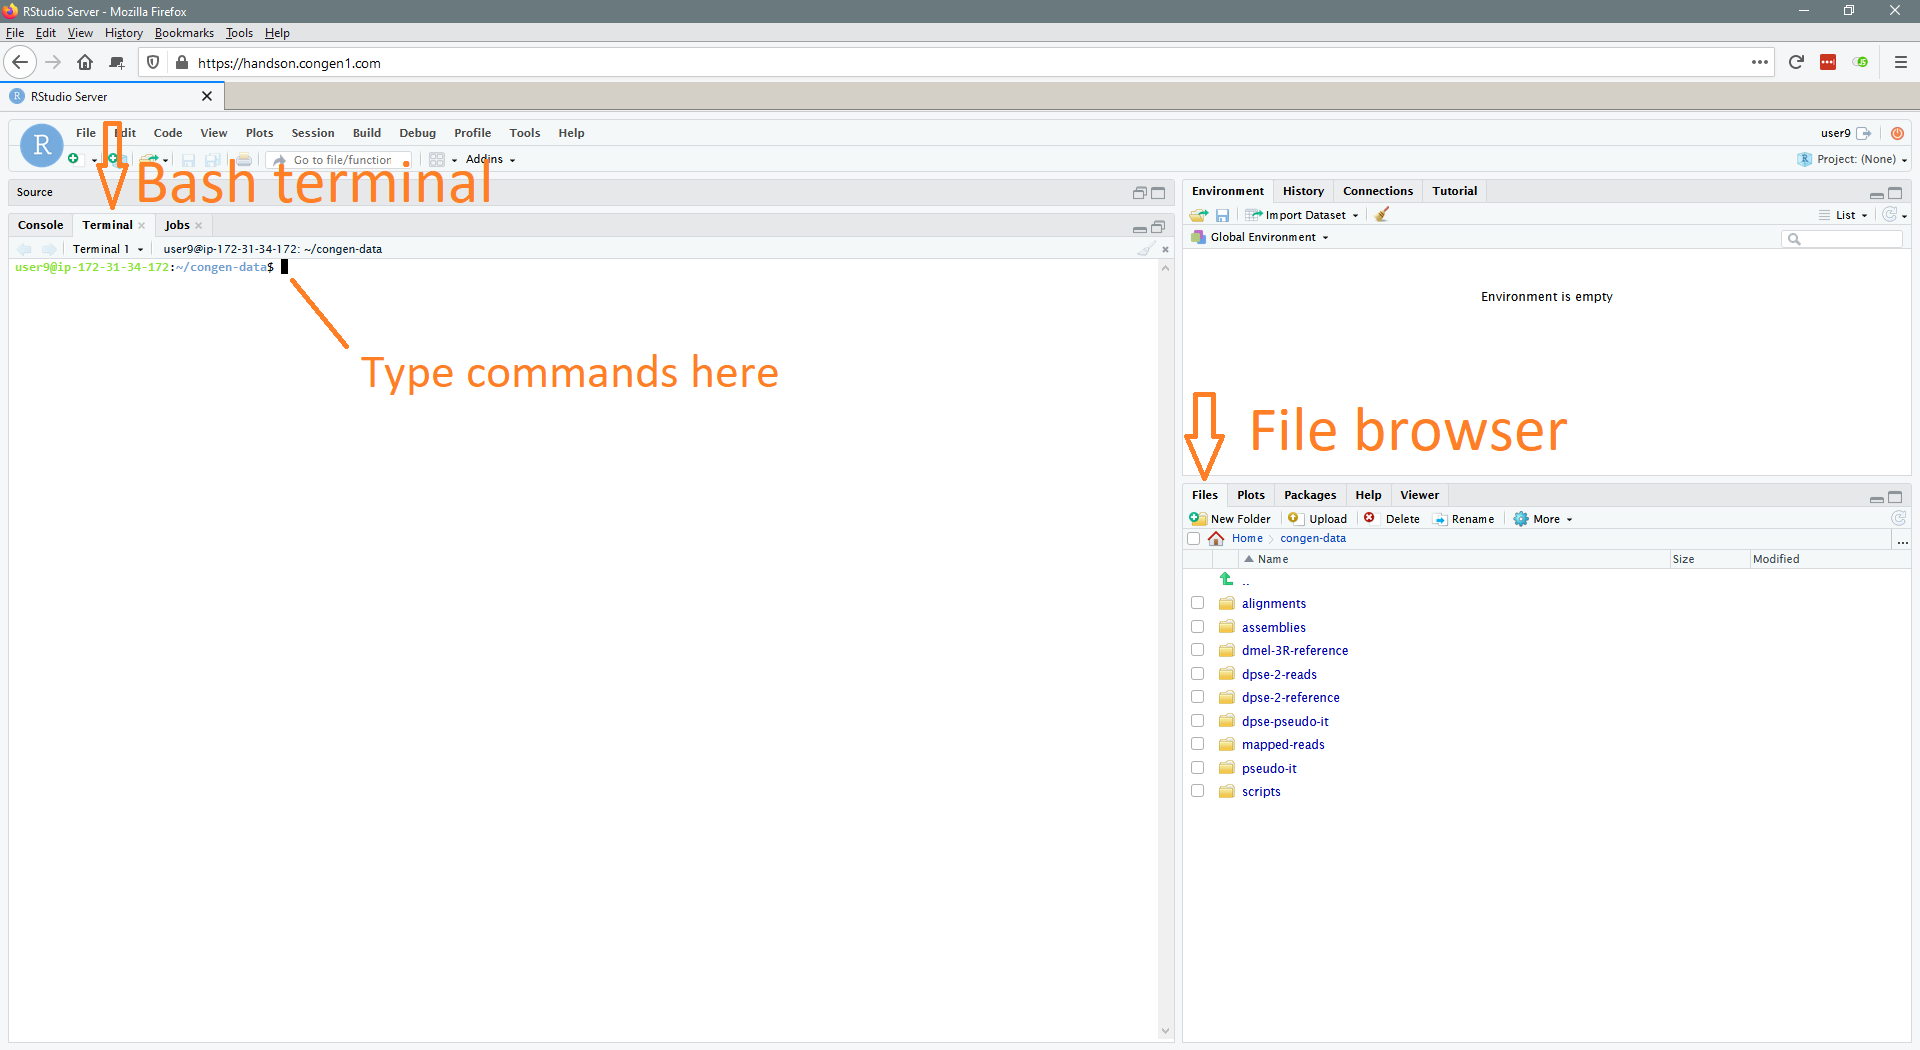 RStudio Server - Mozilla Firefox
File Edit View History Bookmarks Tools Help
https://handson.congen1.com
RStudio Server
R File Edit Code View Plots Session Build Debug Profile Tools Help
user9
Go to file/function Addins
Project: (None)
Bash terminal
Source
Console Terminal Jobs
Terminal 1 user9@ip-172-31-34-172: ~/congen-data
user9@ip-172-31-34-172:~/congen-data$
Type commands here
Environment History Connections Tutorial
Import Dataset List
Global Environment
Environment is empty
File browser
Files Plots Packages Help Viewer
New Folder Upload Delete Rename More
Home congen-data ...
Name Size Modified
..
alignments
assemblies
dmel-3R-reference
dpse-2-reads
dpse-2-reference
dpse-pseudo-it
mapped-reads
pseudo-it
scripts